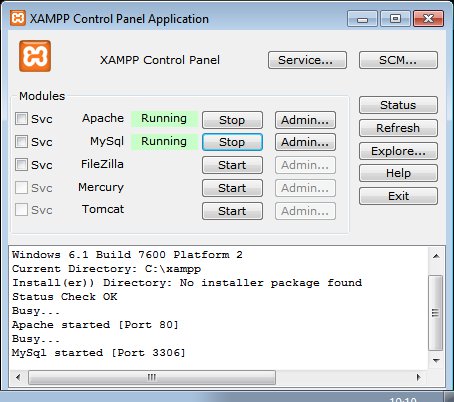 XAMPP Control Panel Application
XAMPP Control Panel
Service...
SCM...
Modules
Svc Apache Running Stop Admin...
Svc MySql Running Stop Admin...
Svc FileZilla Start Admin...
Svc Mercury Start Admin...
Svc Tomcat Start Admin...
Status
Refresh
Explore...
Help
Exit
Windows 6.1 Build 7600 Platform 2
Current Directory: C:\xampp
Install(er)) Directory: No installer package found
Status Check OK
Busy...
Apache started [Port 80]
Busy...
MySql started [Port 3306]